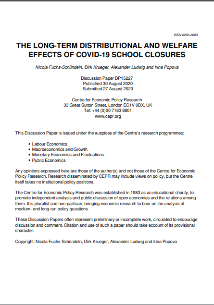 ISSN 0265-8003
THE LONG-TERM DISTRIBUTIONAL AND WELFARE
EFFECTS OF COVID-19 SCHOOL CLOSURES
Nicola Fuchs-Schündeln, Dirk Krueger, Alexander Ludwig and Irina Popova
Discussion Paper DP15227
Published 30 August 2020
Submitted 27 August 2020
Centre for Economic Policy Research
33 Great Sutton Street, London EC1V 0DX, UK
Tel: +44 (0)20 7183 8801
www.cepr.org
This Discussion Paper is issued under the auspices of the Centre's research programmes:
• Labour Economics
• Macroeconomics and Growth
• Monetary Economics and Fluctuations
• Public Economics
Any opinions expressed here are those of the author(s) and not those of the Centre for Economic
Policy Research. Research disseminated by CEPR may include views on policy, but the Centre
itself takes no institutional policy positions.
The Centre for Economic Policy Research was established in 1983 as an educational charity, to
promote independent analysis and public discussion of open economies and the relations among
them. It is pluralist and non-partisan, bringing economic research to bear on the analysis of
medium- and long-run policy questions.
These Discussion Papers often represent preliminary or incomplete work, circulated to encourage
discussion and comment. Citation and use of such a paper should take account of its provisional
character.
Copyright: Nicola Fuchs-Schündeln, Dirk Krueger, Alexander Ludwig and Irina Popova